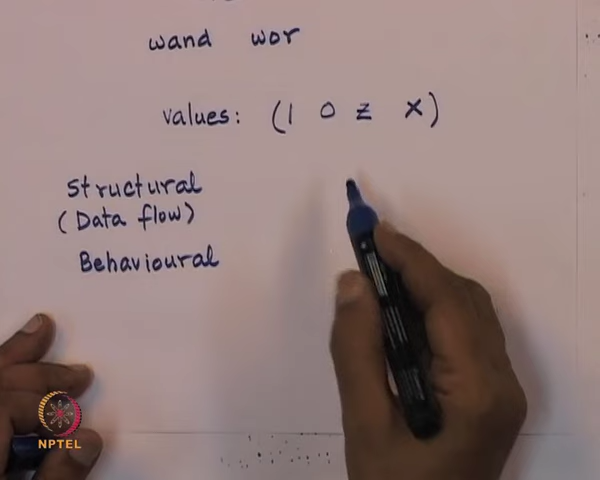 wand wor
values: (1 0 z x)
structural
(Data flow)
Behavioural
NPTEL